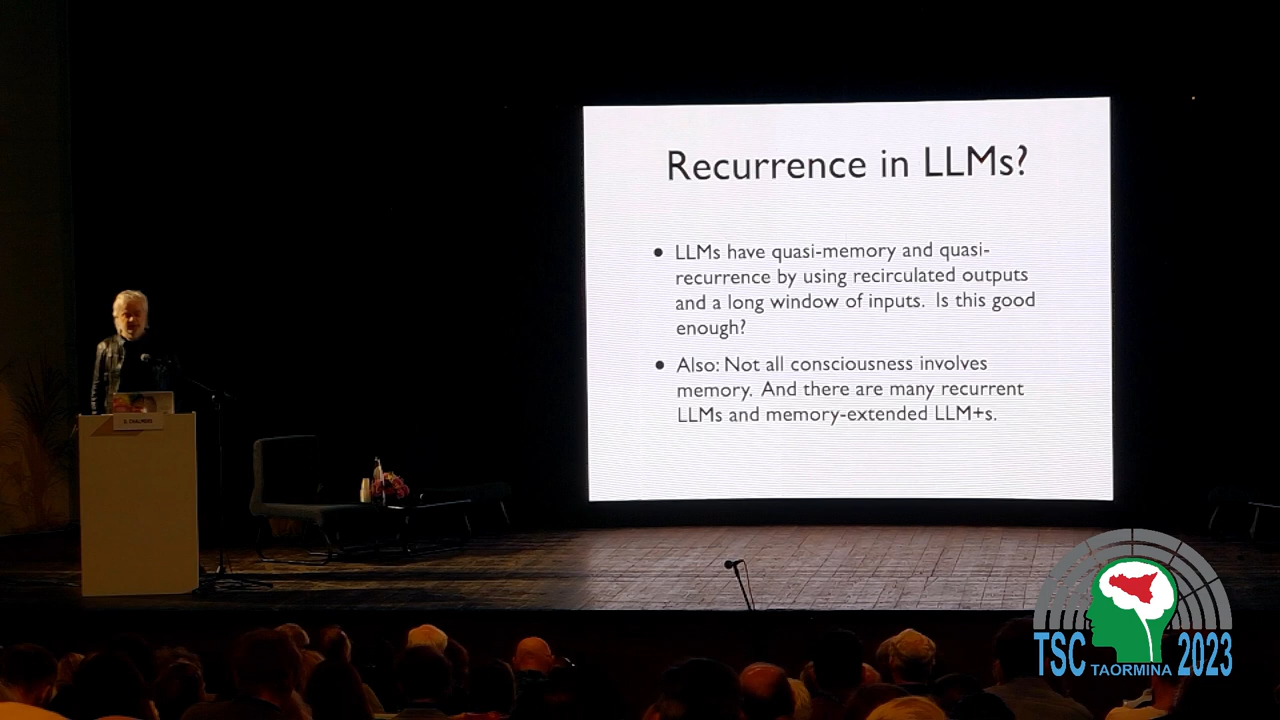 Recurrence in LLMs?
• LLMs have quasi-memory and quasi-
recurrence by using recirculated outputs
and a long window of inputs. Is this good
enough?
• Also: Not all consciousness involves
memory. And there are many recurrent
LLMs and memory-extended LLM+s.
D. CHALMERS
TSC TAORMINA 2023